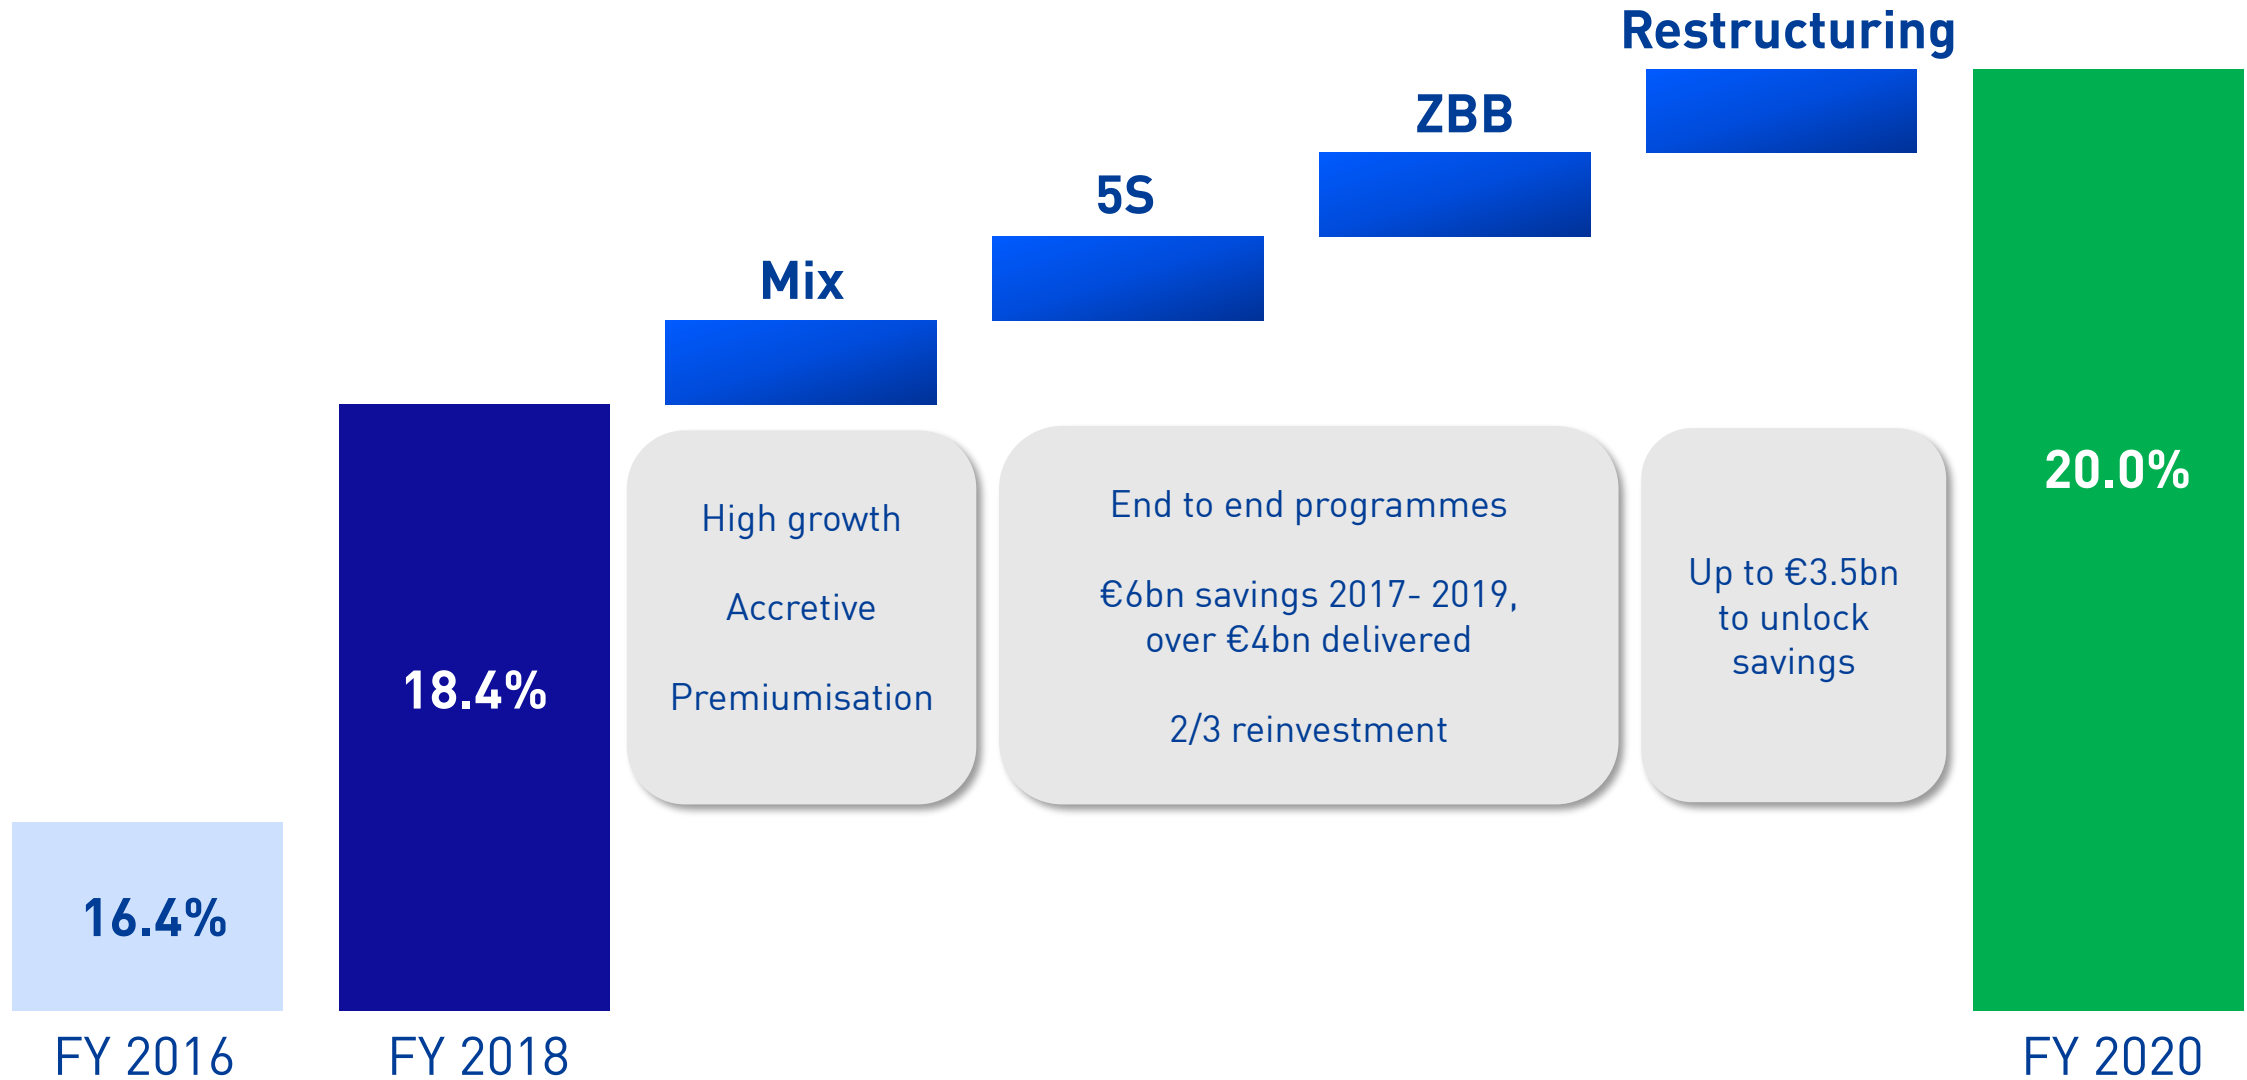 Restructuring
ZBB
5S
Mix
High growth
Accretive
Premiumisation
End to end programmes
€6bn savings 2017- 2019,
over €4bn delivered
2/3 reinvestment
Up to €3.5bn
to unlock
savings
20.0%
18.4%
16.4%
FY 2016
FY 2018
FY 2020